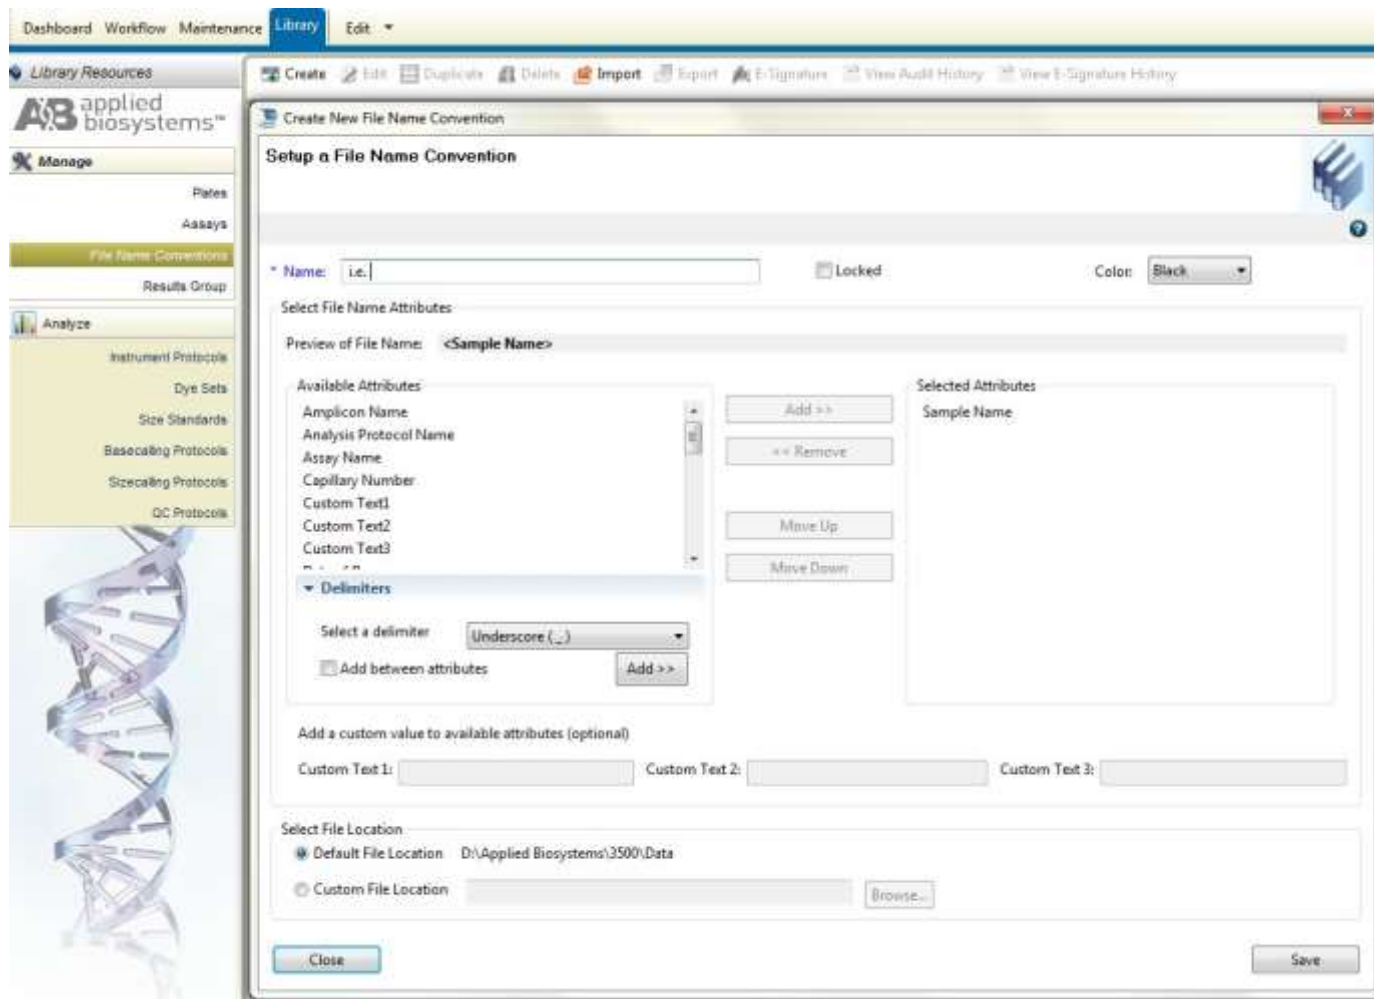 Dashboard Workflow Maintenance Library Edit
Library Resources
Create Edit Duplicate Delete Import Export E-Signature View Audit History View E-Signature History
AB applied biosystems™
Create New File Name Convention
Manage
Setup a File Name Convention
Plates
Assays
File Name Conventions
Results Group
* Name: i.e. Locked Color: Black
Select File Name Attributes
Analyze
Preview of File Name: <Sample Name>
Instrument Protocols
Dye Sets
Size Standards
Basecalling Protocols
Sizecalling Protocols
QC Protocols
Available Attributes
Amplicon Name
Analysis Protocol Name
Assay Name
Capillary Number
Custom Text1
Custom Text2
Custom Text3
Add >>
<< Remove
Move Up
Move Down
Selected Attributes
Sample Name
Delimiters
Select a delimiter Underscore ( _ )
Add between attributes Add >>
Add a custom value to available attributes (optional)
Custom Text 1: Custom Text 2: Custom Text 3:
Select File Location
Default File Location D:\Applied Biosystems\3500\Data
Custom File Location Browse...
Close Save